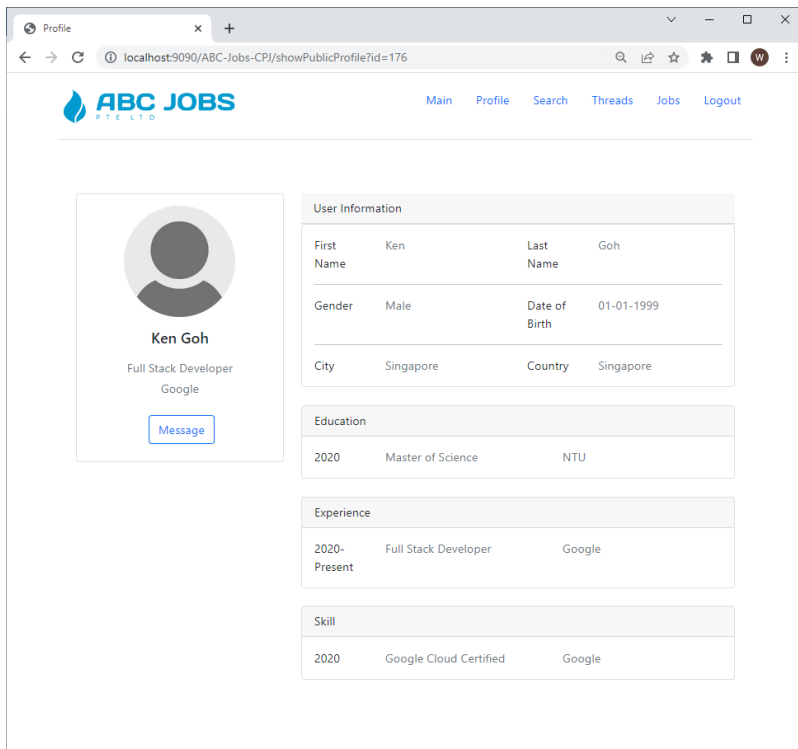 Profile
localhost:9090/ABC-Jobs-CPJ/showPublicProfile?id=176
W
ABC JOBS
PTE LTD
Main Profile Search Threads Jobs Logout
Ken Goh
Full Stack Developer
Google
Message
User Information
First Name Ken Last Name Goh
Gender Male Date of Birth 01-01-1999
City Singapore Country Singapore
Education
2020 Master of Science NTU
Experience
2020-Present Full Stack Developer Google
Skill
2020 Google Cloud Certified Google